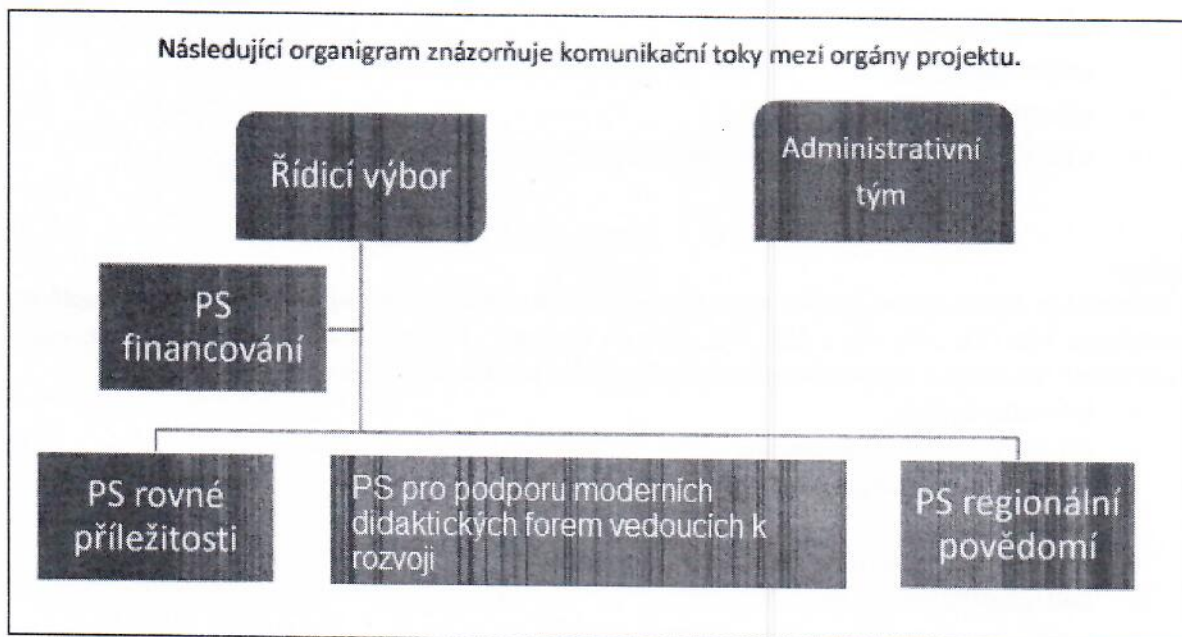 Následující organigram znázorňuje komunikační toky mezi orgány projektu.
Řídicí výbor
Administrativní
tým
PS
financování
PS rovné
příležitosti
PS pro podporu moderních
didaktických forem vedoucích k
rozvoji
PS regionální
povědomí